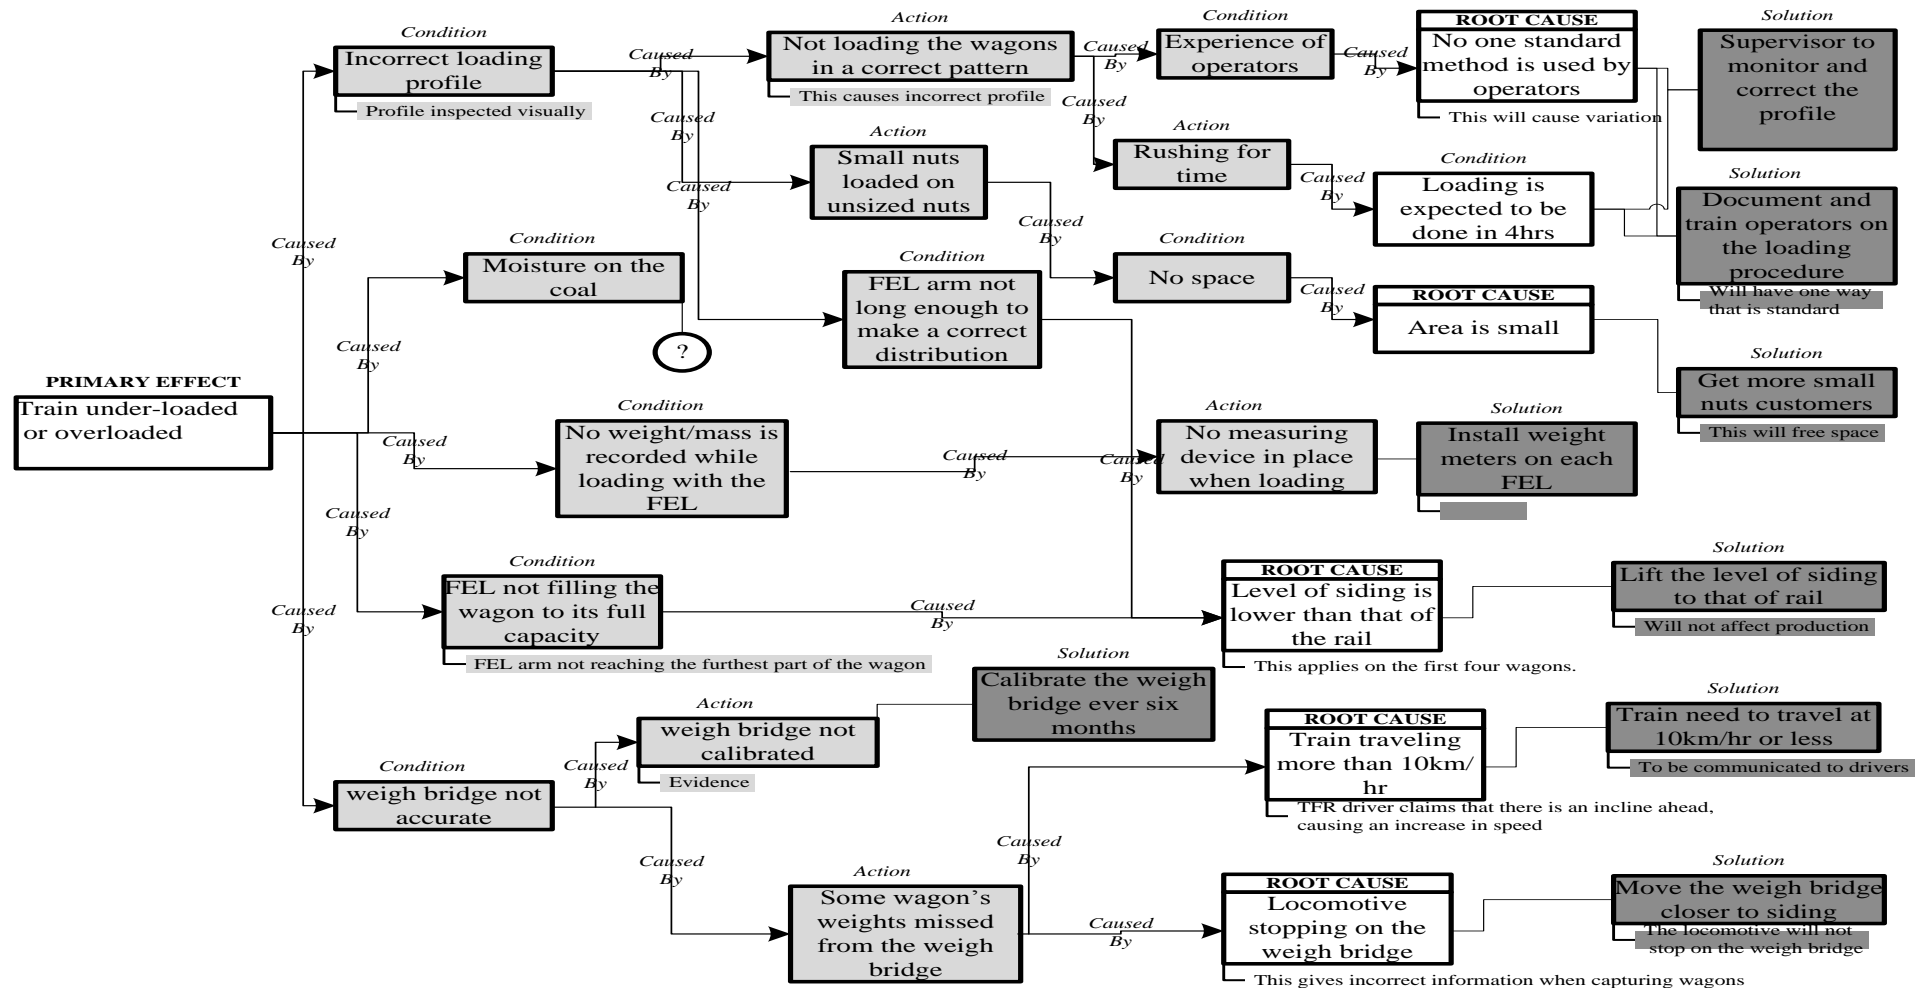 PRIMARY EFFECT
Train under-loaded
or overloaded
Caused
By
Caused
By
Caused
By
Caused
By
Caused
By
Condition
Incorrect loading
profile
Profile inspected visually
Caused
By
Caused
By
Caused
By
Action
Not loading the wagons
in a correct pattern
This causes incorrect profile
Caused
By
Caused
By
Condition
Experience of
operators
Caused
By
ROOT CAUSE
No one standard
method is used by
operators
This will cause variation
Solution
Supervisor to
monitor and
correct the
profile
Action
Rushing for
time
Caused
By
Condition
Loading is
expected to be
done in 4hrs
Solution
Document and
train operators on
the loading
procedure
Will have one way
that is standard
Action
Small nuts
loaded on
unsized nuts
Caused
By
Condition
No space
Caused
By
ROOT CAUSE
Area is small
Solution
Get more small
nuts customers
This will free space
Condition
FEL arm not
long enough to
make a correct
distribution
Caused
By
Condition
Moisture on the
coal
?
Condition
No weight/mass is
recorded while
loading with the
FEL
Caused
By
Action
No measuring
device in place
when loading
Solution
Install weight
meters on each
FEL
Condition
FEL not filling the
wagon to its full
capacity
FEL arm not reaching the furthest part of the wagon
Caused
By
ROOT CAUSE
Level of siding is
lower than that of
the rail
This applies on the first four wagons.
Solution
Lift the level of siding
to that of rail
Will not affect production
Condition
weigh bridge not
accurate
Caused
By
Action
weigh bridge not
calibrated
Evidence
Solution
Calibrate the weigh
bridge ever six
months
Caused
By
Action
Some wagon's
weights missed
from the weigh
bridge
Caused
By
ROOT CAUSE
Train traveling
more than 10km/
hr
TFR driver claims that there is an incline ahead,
causing an increase in speed
Solution
Train need to travel at
10km/hr or less
To be communicated to drivers
Caused
By
ROOT CAUSE
Locomotive
stopping on the
weigh bridge
This gives incorrect information when capturing wagons
Solution
Move the weigh bridge
closer to siding
The locomotive will not
stop on the weigh bridge